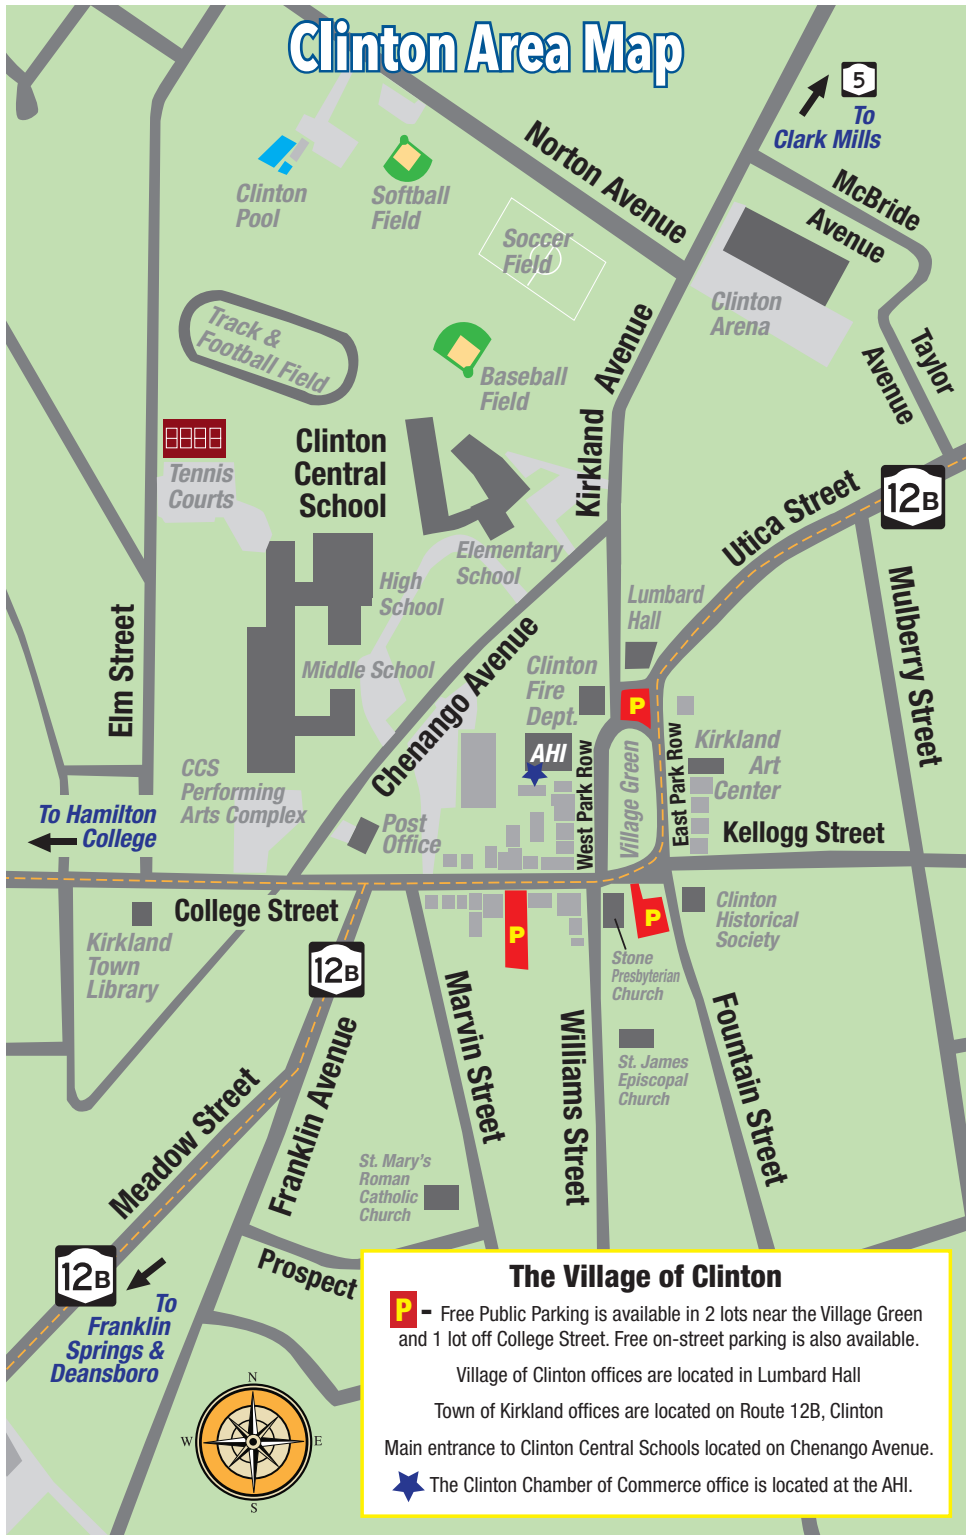 Clinton Area Map
5
To
Clark Mills
Norton Avenue
McBride
Avenue
Clinton
Pool
Softball
Field
Soccer
Field
Clinton
Arena
Track &
Football Field
Kirkland
Avenue
Taylor
Avenue
Baseball
Field
Clinton
Central
School
Tennis
Courts
12B
Utica Street
Elementary
School
High
School
Mulberry Street
Lumbard
Hall
Elm Street
Middle School
Chenango Avenue
Clinton
Fire
Dept.
P
AHI
West Park Row
Village Green
East Park Row
Kirkland
Art
Center
CCS
Performing
Arts Complex
To Hamilton
College
Post
Office
Kellogg Street
College Street
P
P
Clinton
Historical
Society
Kirkland
Town
Library
12B
Stone
Presbyterian
Church
Marvin Street
Williams Street
Fountain Street
Franklin Avenue
Meadow Street
St. James
Episcopal
Church
St. Mary's
Roman
Catholic
Church
Prospect
12B
To
Franklin
Springs &
Deansboro
N
W
E
S
The Village of Clinton
P - Free Public Parking is available in 2 lots near the Village Green
and 1 lot off College Street. Free on-street parking is also available.
Village of Clinton offices are located in Lumbard Hall
Town of Kirkland offices are located on Route 12B, Clinton
Main entrance to Clinton Central Schools located on Chenango Avenue.
The Clinton Chamber of Commerce office is located at the AHI.